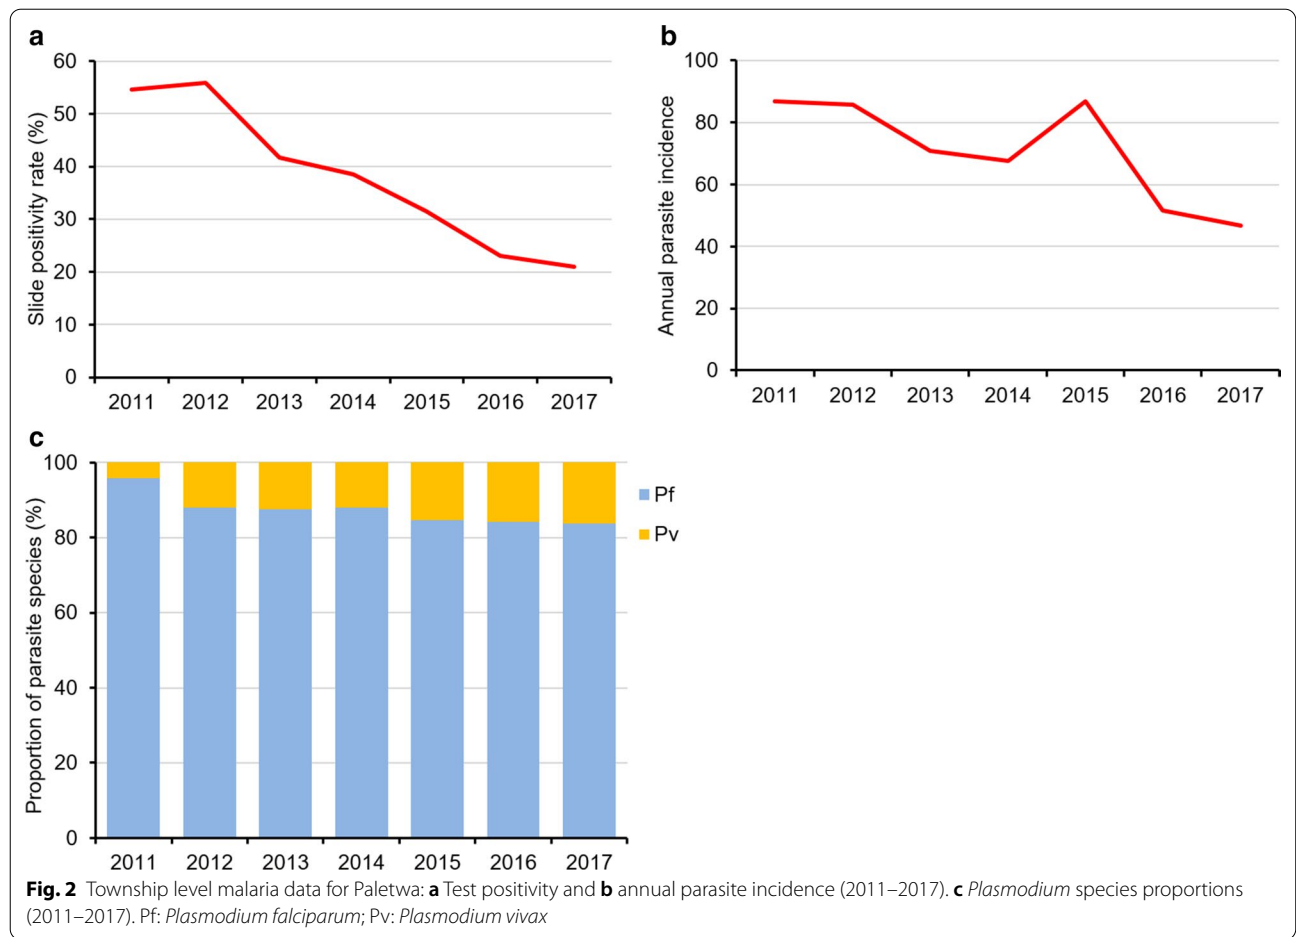 a
Slide positivity rate (%)
60
50
40
30
20
10
0
2011 2012 2013 2014 2015 2016 2017
b
Annual parasite incidence
100
80
60
40
20
0
2011 2012 2013 2014 2015 2016 2017
c
Proportion of parasite species (%)
100
80
60
40
20
0
2011 2012 2013 2014 2015 2016 2017
Pf
Pv
Fig. 2 Township level malaria data for Paletwa: a Test positivity and b annual parasite incidence (2011–2017). c Plasmodium species proportions
(2011–2017). Pf: Plasmodium falciparum; Pv: Plasmodium vivax